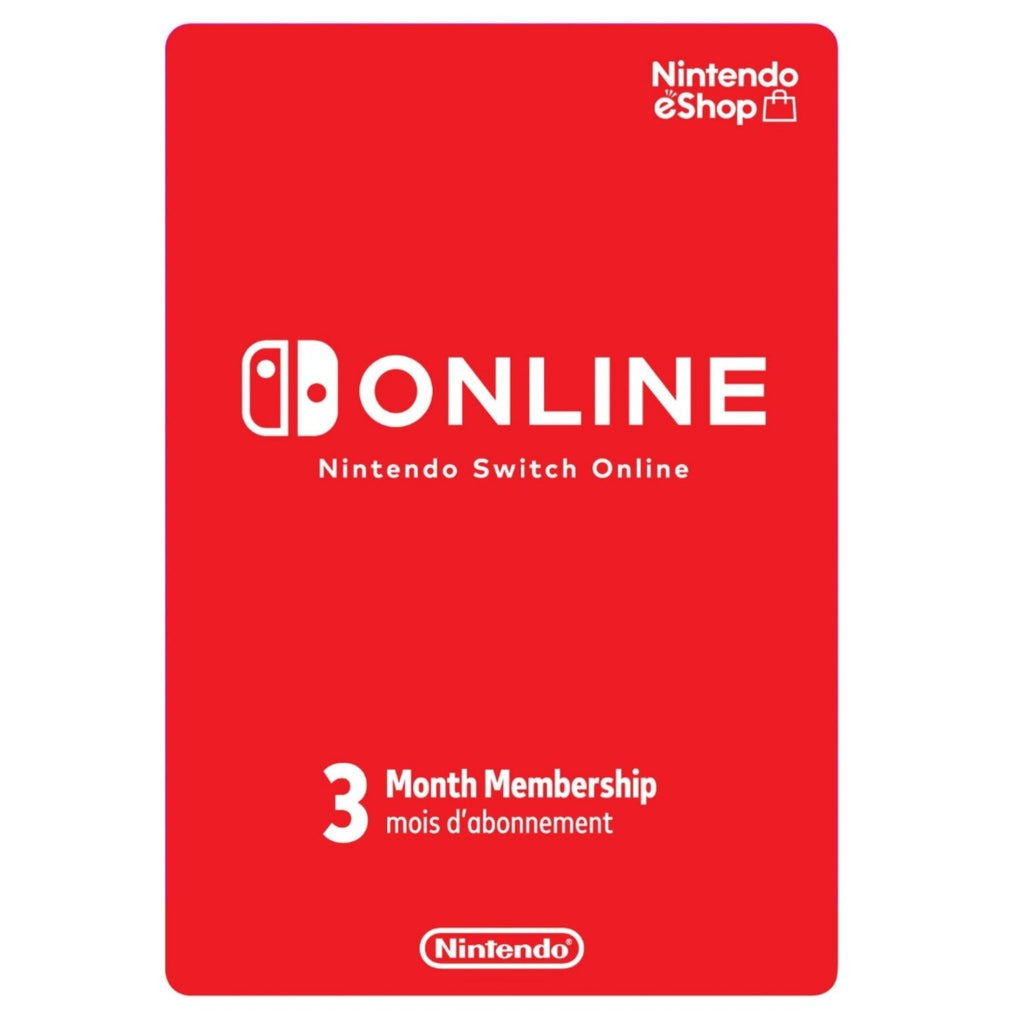 Nintendo
eShop
ONLINE
Nintendo Switch Online
3 Month Membership
mois d'abonnement
Nintendo®